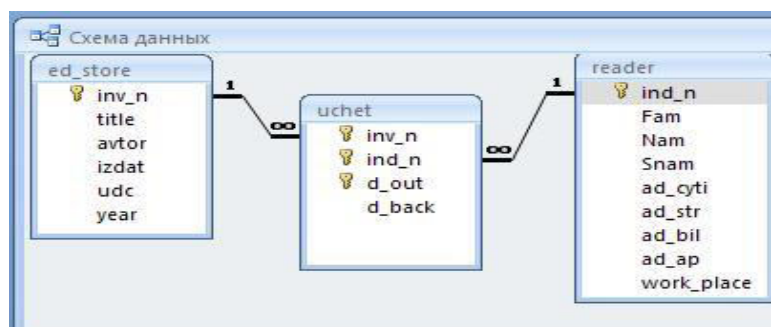 Схема данных
ed_store
inv_n
title
avtor
izdat
udc
year
1
∞
uchet
inv_n
ind_n
d_out
d_back
∞
1
reader
ind_n
Fam
Nam
Snam
ad_cyti
ad_str
ad_bil
ad_ap
work_place